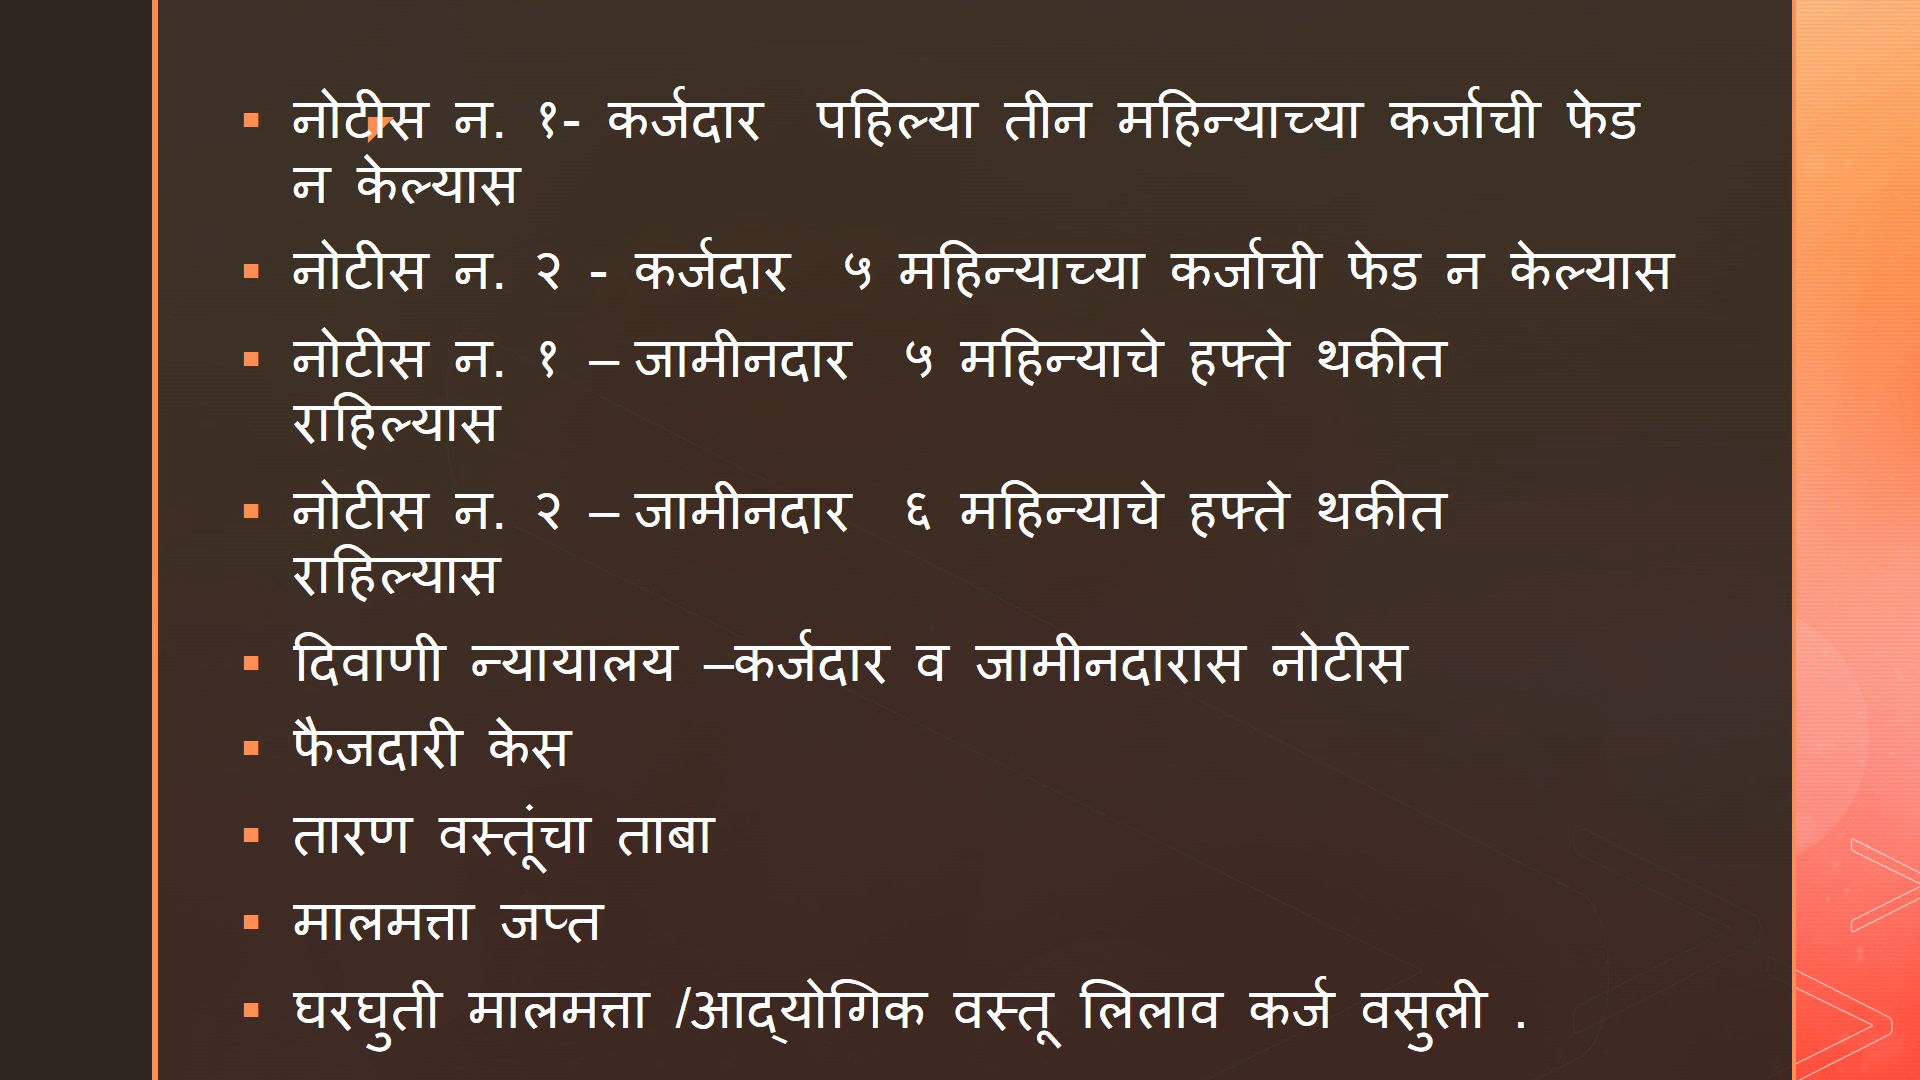 नोटीस न. १- कर्जदार पहिल्या तीन महिन्याच्या कर्जाची फेड
न केल्यास
नोटीस न. २ - कर्जदार ५ महिन्याच्या कर्जाची फेड न केल्यास
नोटीस न. १ – जामीनदार ५ महिन्याचे हफ्ते थकीत
राहिल्यास
नोटीस न. २ – जामीनदार ६ महिन्याचे हफ्ते थकीत
राहिल्यास
दिवाणी न्यायालय –कर्जदार व जामीनदारास नोटीस
फैजदारी केस
तारण वस्तूंचा ताबा
मालमत्ता जप्त
घरघुती मालमत्ता /आद्‌योगिक वस्तू लिलाव कर्ज वसुली .